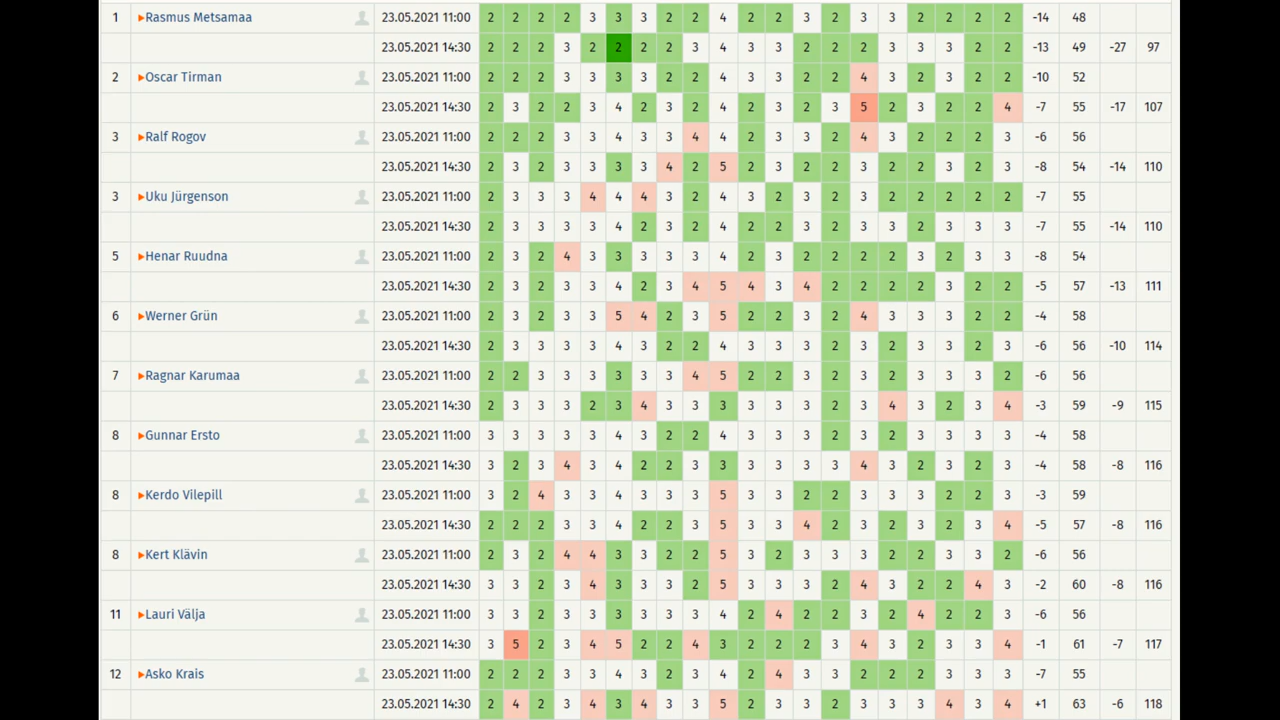 1 Rasmus Metsamaa 23.05.2021 11:00 2 2 2 2 3 3 3 2 2 4 2 2 3 2 3 3 2 2 2 2 -14 48
23.05.2021 14:30 2 2 2 3 2 2 2 2 3 4 3 3 2 2 2 3 3 3 2 2 -13 49 -27 97
2 Oscar Tirman 23.05.2021 11:00 2 2 2 3 3 3 3 2 2 4 3 3 2 2 4 3 2 3 2 2 -10 52
23.05.2021 14:30 2 3 2 2 3 4 2 3 2 4 2 3 2 3 5 2 3 2 2 4 -7 55 -17 107
3 Ralf Rogov 23.05.2021 11:00 2 2 2 3 3 4 3 3 4 4 2 3 3 2 4 3 2 2 2 3 -6 56
23.05.2021 14:30 2 3 2 3 3 3 3 4 2 5 2 3 2 2 3 2 2 3 2 3 -8 54 -14 110
3 Uku Jürgenson 23.05.2021 11:00 2 3 3 3 4 4 4 3 2 4 3 2 3 2 3 2 2 2 2 2 -7 55
23.05.2021 14:30 2 3 3 3 3 4 2 3 2 4 2 2 3 2 3 3 2 3 3 3 -7 55 -14 110
5 Henar Ruudna 23.05.2021 11:00 2 3 2 4 3 3 3 3 3 4 2 3 2 2 2 2 3 2 3 3 -8 54
23.05.2021 14:30 2 3 2 3 3 4 2 3 4 5 4 3 4 2 2 2 2 3 2 2 -5 57 -13 111
6 Werner Grün 23.05.2021 11:00 2 3 2 3 3 5 4 2 3 5 2 2 3 2 4 3 3 3 2 2 -4 58
23.05.2021 14:30 2 3 3 3 3 4 3 2 2 4 3 3 3 2 3 2 3 3 2 3 -6 56 -10 114
7 Ragnar Karumaa 23.05.2021 11:00 2 2 3 3 3 3 3 3 4 5 2 2 3 2 3 2 3 3 3 2 -6 56
23.05.2021 14:30 2 3 3 3 2 3 4 3 3 3 3 3 3 2 3 4 3 2 3 4 -3 59 -9 115
8 Gunnar Ersto 23.05.2021 11:00 3 3 3 3 3 4 3 2 2 4 3 3 3 2 3 2 3 3 3 3 -4 58
23.05.2021 14:30 3 2 3 4 3 4 2 2 3 3 3 3 3 3 4 3 2 3 2 3 -4 58 -8 116
8 Kerdo Vilepill 23.05.2021 11:00 3 2 4 3 3 4 3 3 3 5 3 3 2 2 3 3 3 2 2 3 -3 59
23.05.2021 14:30 2 2 2 3 3 4 2 2 3 5 3 3 4 2 3 2 3 2 3 4 -5 57 -8 116
8 Kert Klävin 23.05.2021 11:00 2 3 2 4 4 3 3 2 2 5 3 2 3 3 3 2 2 3 3 2 -6 56
23.05.2021 14:30 3 3 2 3 4 3 3 3 2 5 3 3 3 2 4 3 2 2 4 3 -2 60 -8 116
11 Lauri Välja 23.05.2021 11:00 3 3 2 3 3 3 3 3 3 4 2 4 2 2 3 2 4 2 2 3 -6 56
23.05.2021 14:30 3 5 2 3 4 5 2 2 4 3 2 2 2 3 4 3 2 3 3 4 -1 61 -7 117
12 Asko Krais 23.05.2021 11:00 2 2 2 3 3 4 3 2 3 4 2 4 3 3 2 2 2 3 3 3 -7 55
23.05.2021 14:30 2 4 2 3 4 3 4 3 3 5 2 3 3 2 3 3 3 4 3 4 +1 63 -6 118